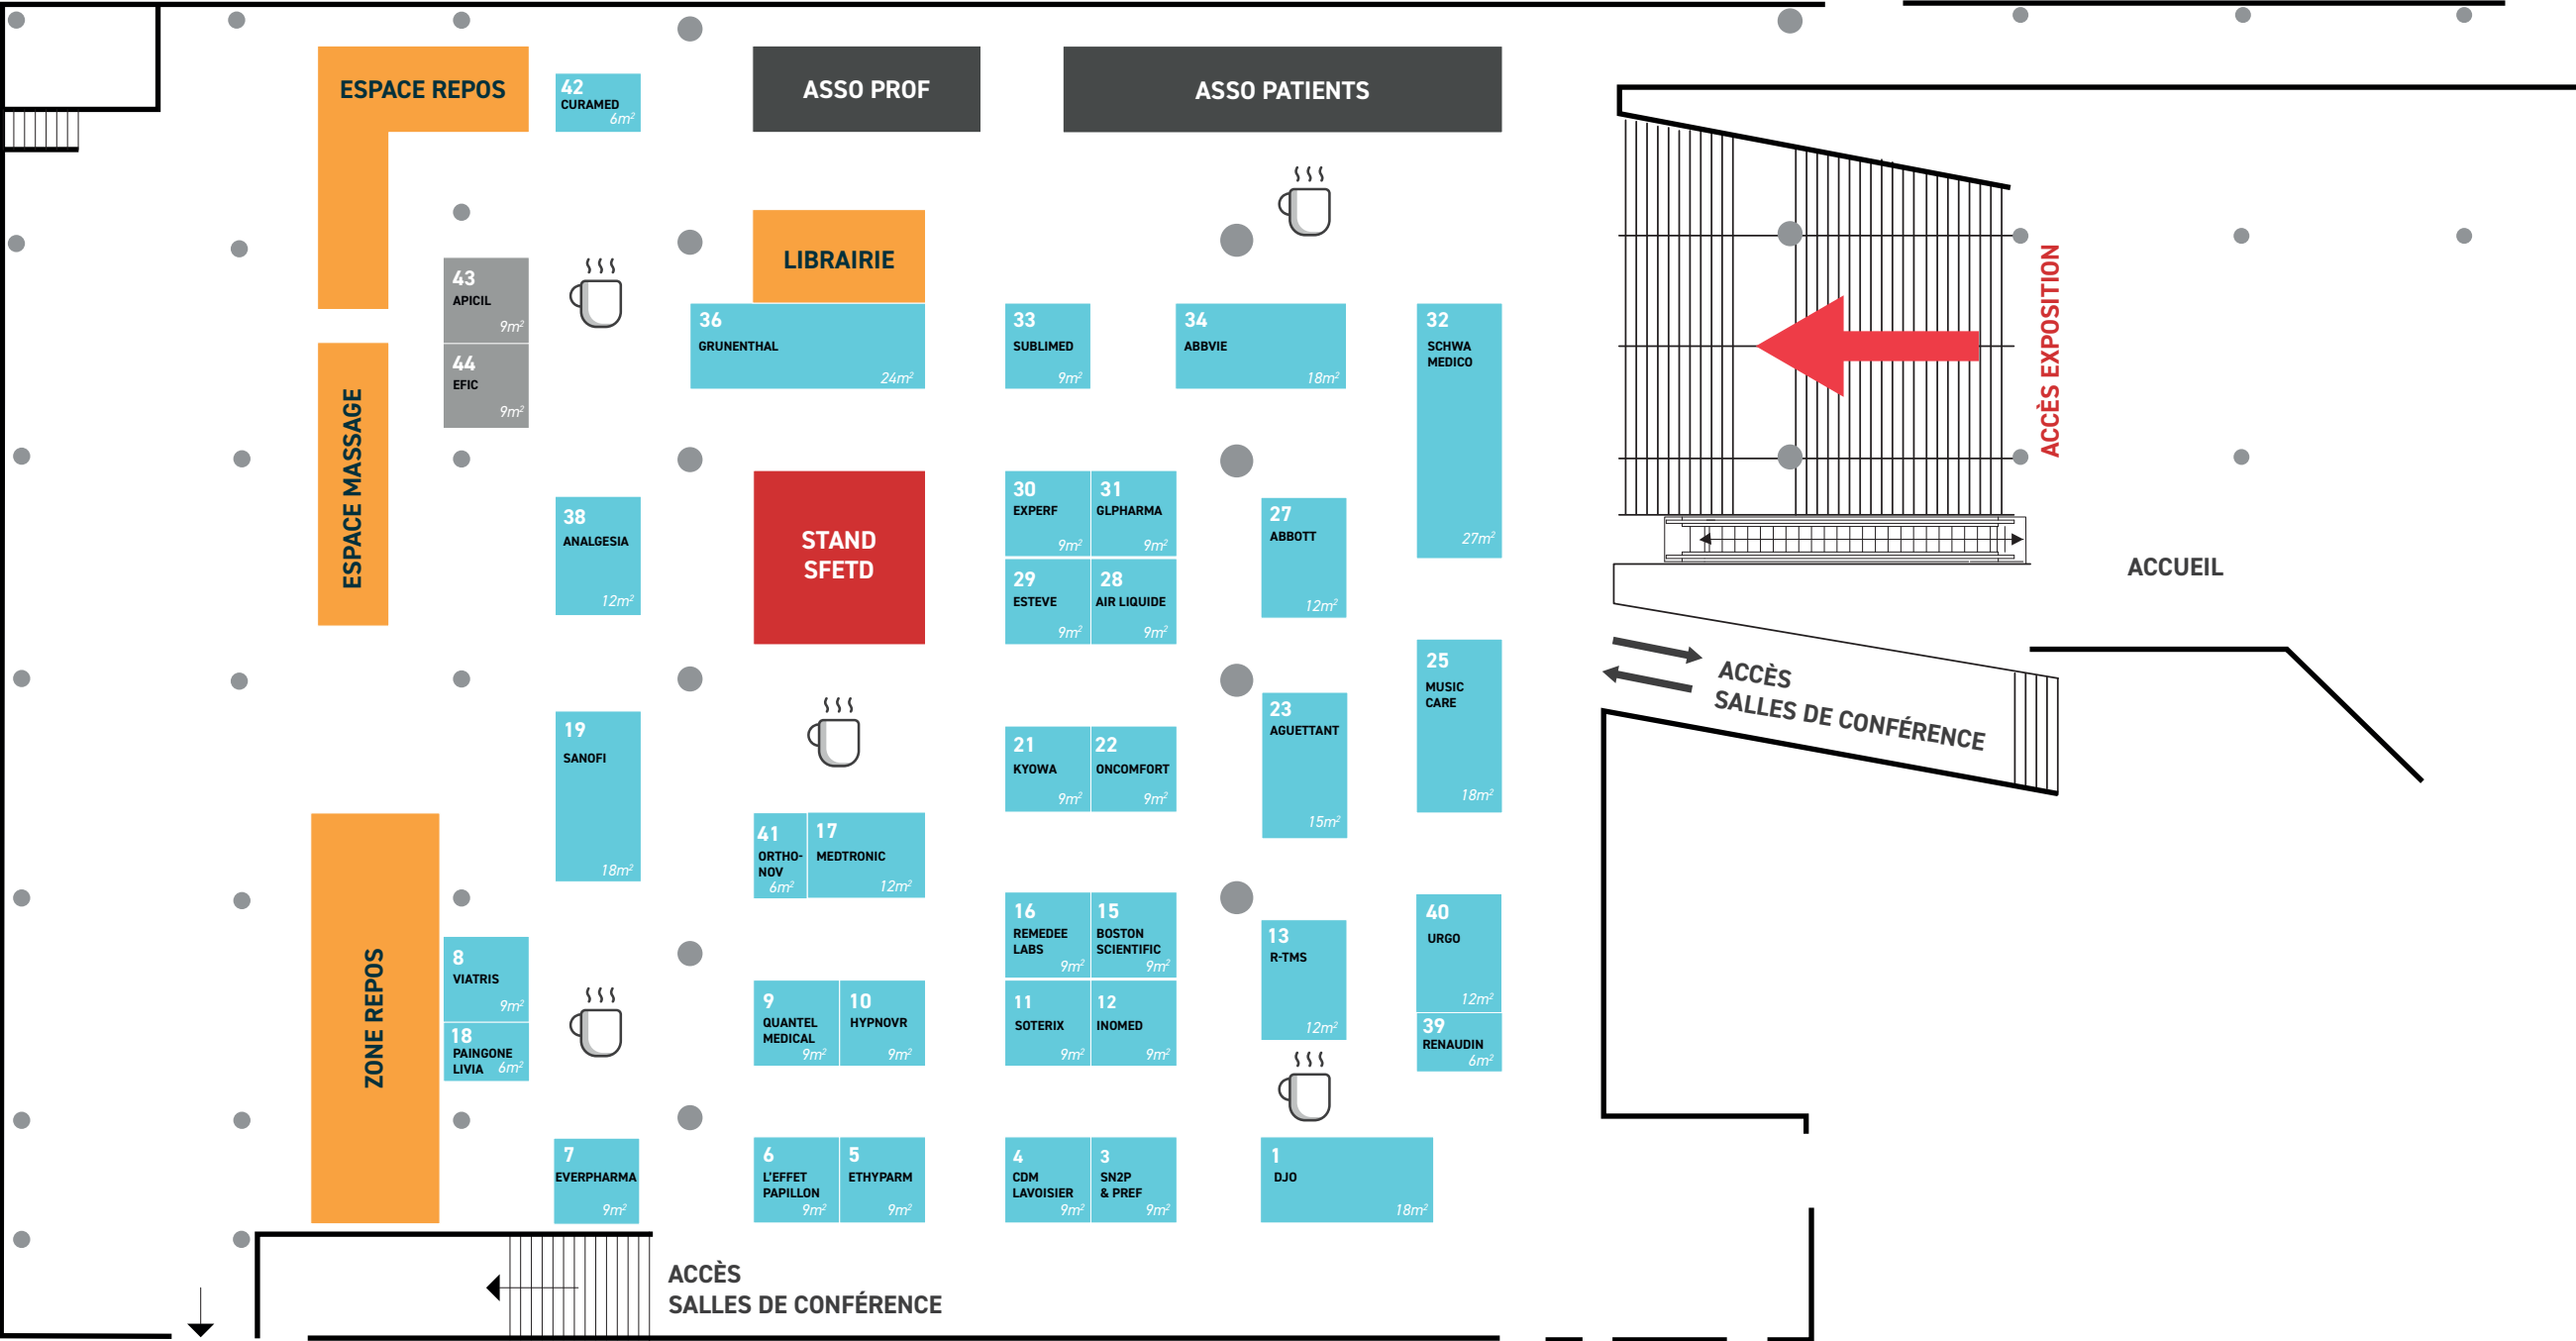 ESPACE REPOS
42
CURAMED
6m²
ASSO PROF
ASSO PATIENTS
LIBRAIRIE
43
APICIL
9m²
44
EFIC
9m²
ESPACE MASSAGE
36
GRUNENTHAL
24m²
33
SUBLIMED
9m²
34
ABBVIE
18m²
32
SCHWA
MEDICO
27m²
ACCÈS EXPOSITION
38
ANALGESIA
12m²
STAND
SFETD
30
EXPERF
9m²
31
GLPHARMA
9m²
29
ESTEVE
9m²
28
AIR LIQUIDE
9m²
27
ABBOTT
12m²
ACCUEIL
25
MUSIC
CARE
18m²
ACCÈS
SALLES DE CONFÉRENCE
19
SANOFI
18m²
21
KYOWA
9m²
22
ONCOMFORT
9m²
23
AGUETTANT
15m²
41
ORTHO-
NOV
6m²
17
MEDTRONIC
12m²
ZONE REPOS
8
VIATRIS
9m²
18
PAINGONE
LIVIA 6m²
16
REMEDEE
LABS
9m²
15
BOSTON
SCIENTIFIC
9m²
13
R-TMS
12m²
40
URGO
12m²
39
RENAUDIN
6m²
9
QUANTEL
MEDICAL
9m²
10
HYPNOVR
9m²
11
SOTERIX
9m²
12
INOMED
9m²
7
EVERPHARMA
9m²
6
L'EFFET
PAPILLON
9m²
5
ETHYPARM
9m²
4
CDM
LAVOISIER
9m²
3
SN2P
& PREF
9m²
1
DJO
18m²
ACCÈS
SALLES DE CONFÉRENCE